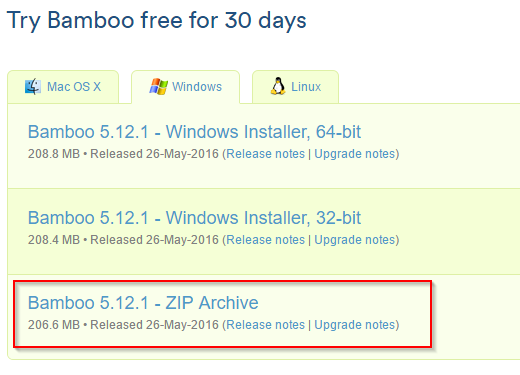 Try Bamboo free for 30 days
Mac OS X Windows Linux
Bamboo 5.12.1 - Windows Installer, 64-bit
208.8 MB • Released 26-May-2016 (Release notes | Upgrade notes)
Bamboo 5.12.1 - Windows Installer, 32-bit
208.4 MB • Released 26-May-2016 (Release notes | Upgrade notes)
Bamboo 5.12.1 - ZIP Archive
206.6 MB • Released 26-May-2016 (Release notes | Upgrade notes)